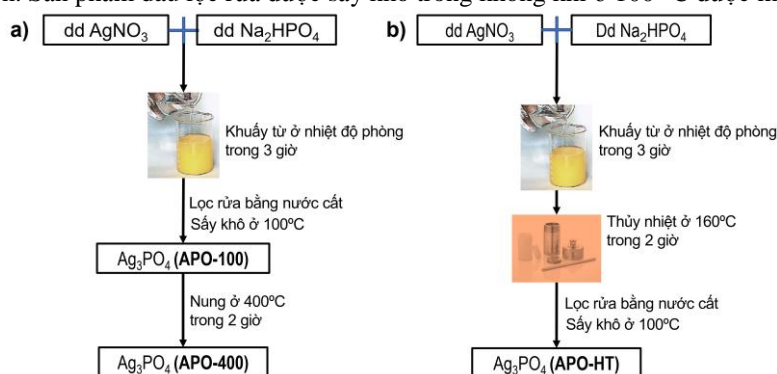 a)
dd AgNO₃
dd Na₂HPO₄
Khuấy từ ở nhiệt độ phòng
trong 3 giờ
Lọc rửa bằng nước cất
Sấy khô ở 100ºC
Ag₃PO₄ (APO-100)
Nung ở 400ºC
trong 2 giờ
Ag₃PO₄ (APO-400)
b)
dd AgNO₃
Dd Na₂HPO₄
Khuấy từ ở nhiệt độ phòng
trong 3 giờ
Thủy nhiệt ở 160ºC
trong 2 giờ
Lọc rửa bằng nước cất
Sấy khô ở 100ºC
Ag₃PO₄ (APO-HT)